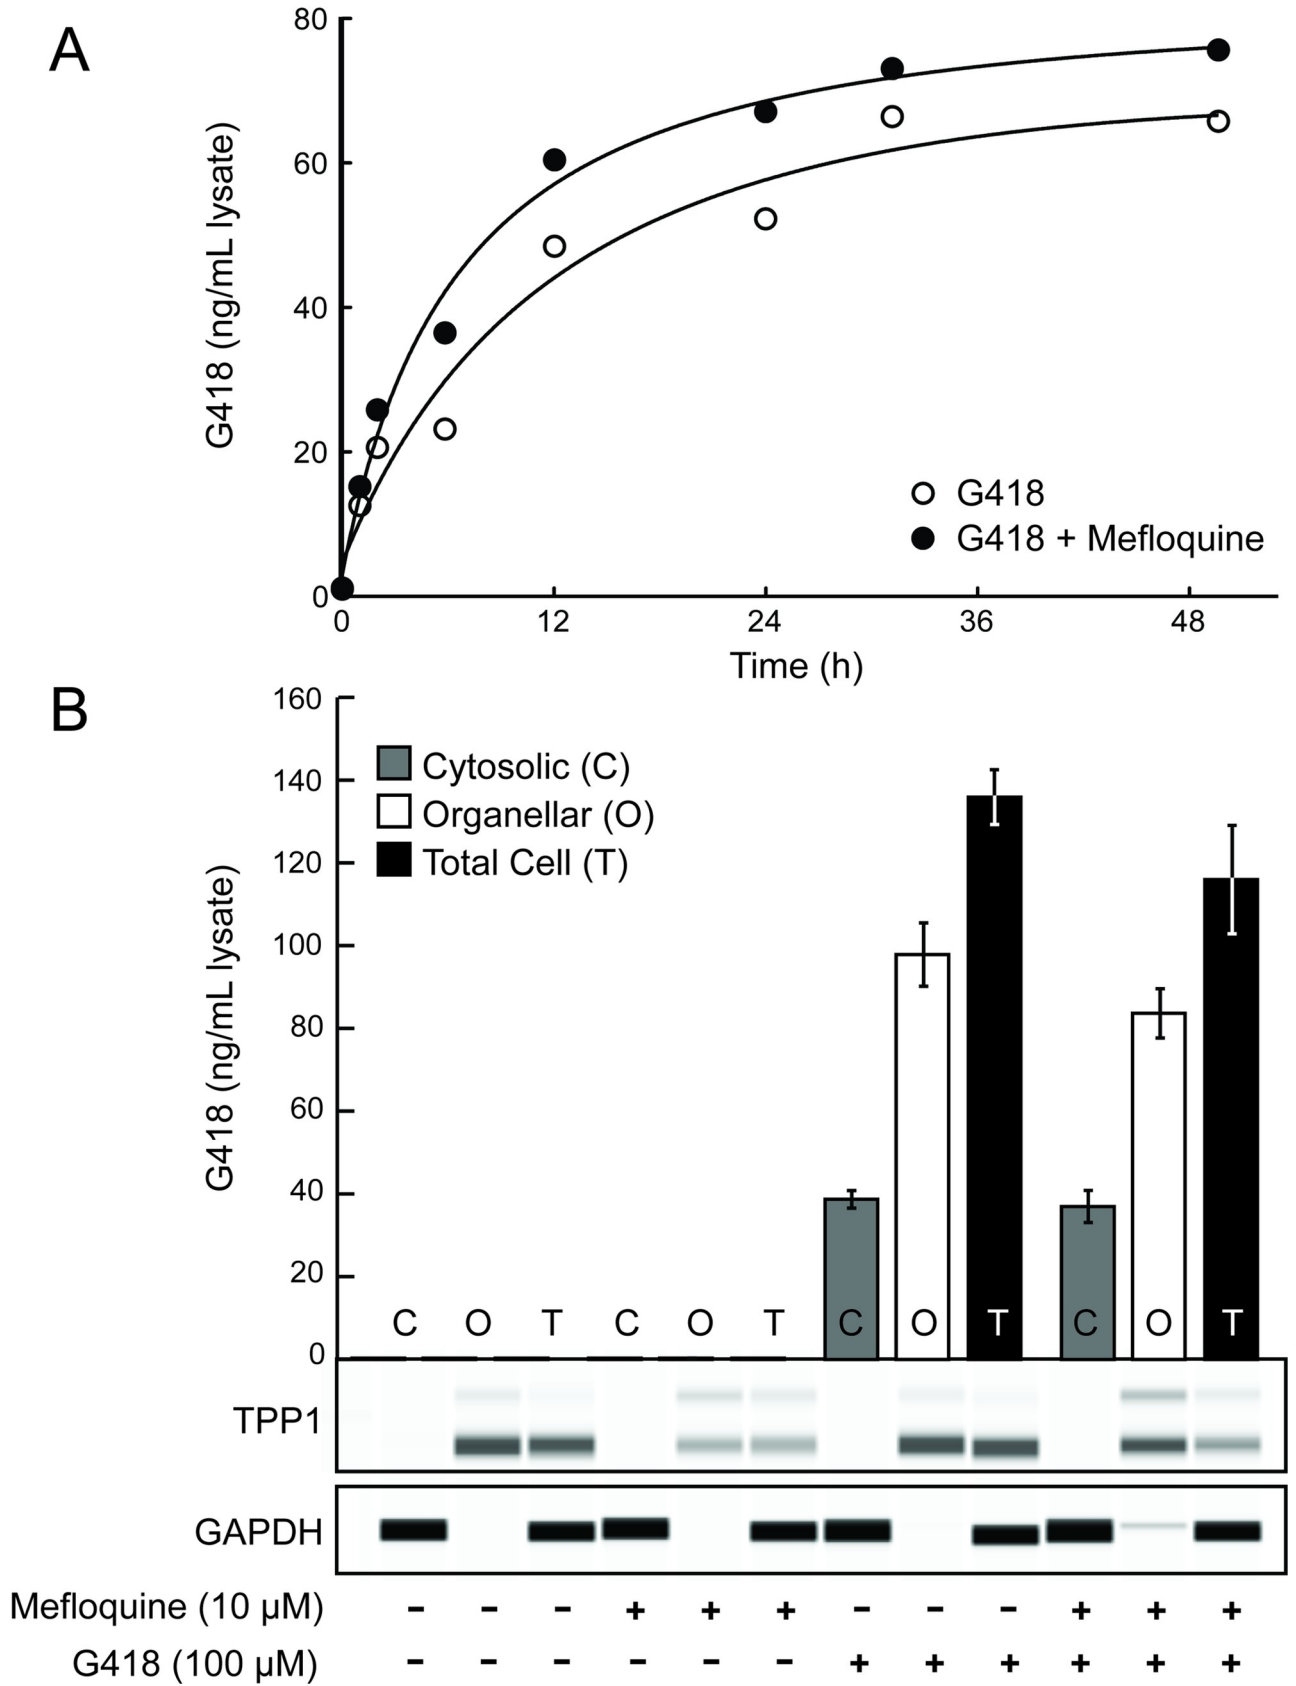 A
80
60
40
20
0
G418 (ng/mL lysate)
G418
G418 + Mefloquine
0 12 24 36 48
Time (h)
B
160
140
120
100
80
60
40
20
0
G418 (ng/mL lysate)
Cytosolic (C)
Organellar (O)
Total Cell (T)
C O T C O T C O T C O T
TPP1
GAPDH
Mefloquine (10 µM) - - - + + + - - - + + +
G418 (100 µM) - - - - - - + + + + + +